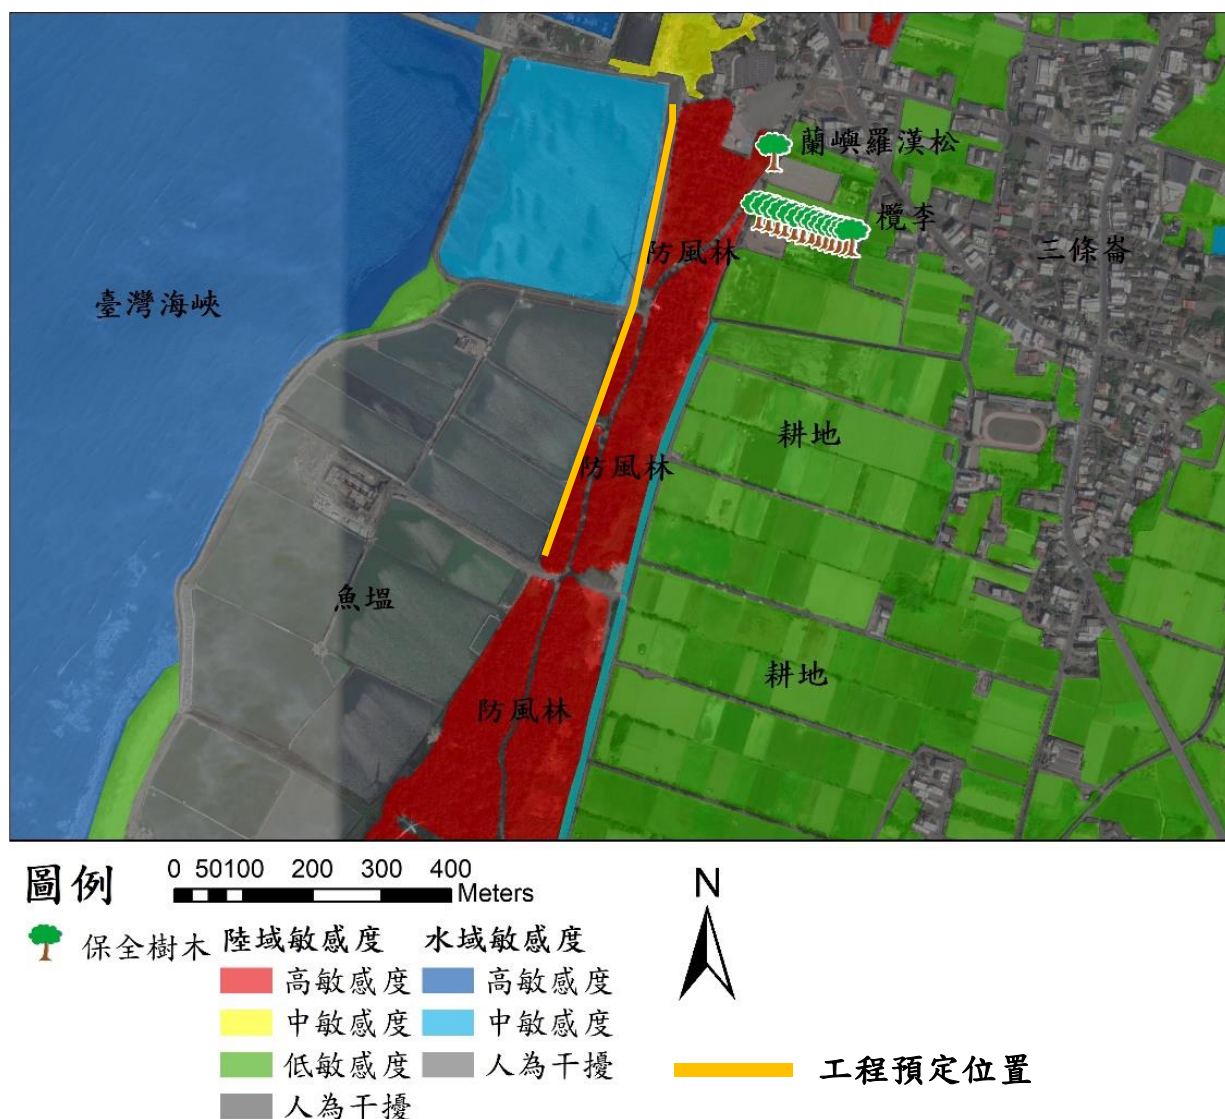 蘭嶼羅漢松
欖李
防風林
三條崙
臺灣海峽
耕地
防風林
魚塭
耕地
防風林
圖例
0 50100 200 300 400
Meters
N
保全樹木
陸域敏感度 水域敏感度
高敏感度 高敏感度
中敏感度 中敏感度
低敏感度 人為干擾
人為干擾
工程預定位置